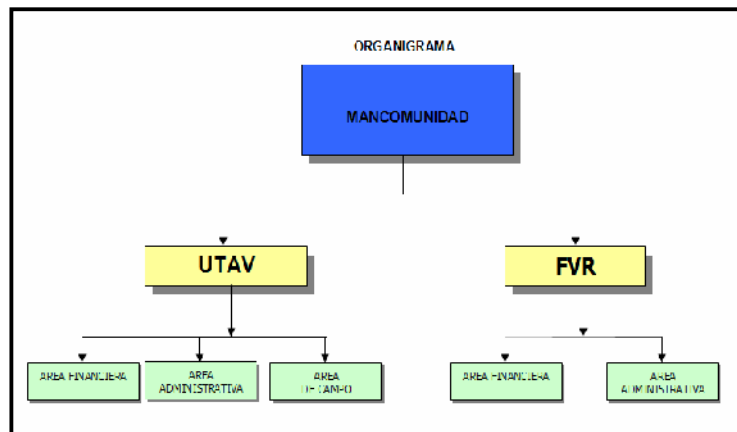 ORGANIGRAMA
MANCOMUNIDAD
UTAV
FVR
AREA FINANCIERA
AREA
ADMINISTRATIVA
AREA
DE CAMPO
AREA FINANCIERA
AREA
ADMINISTRATIVA